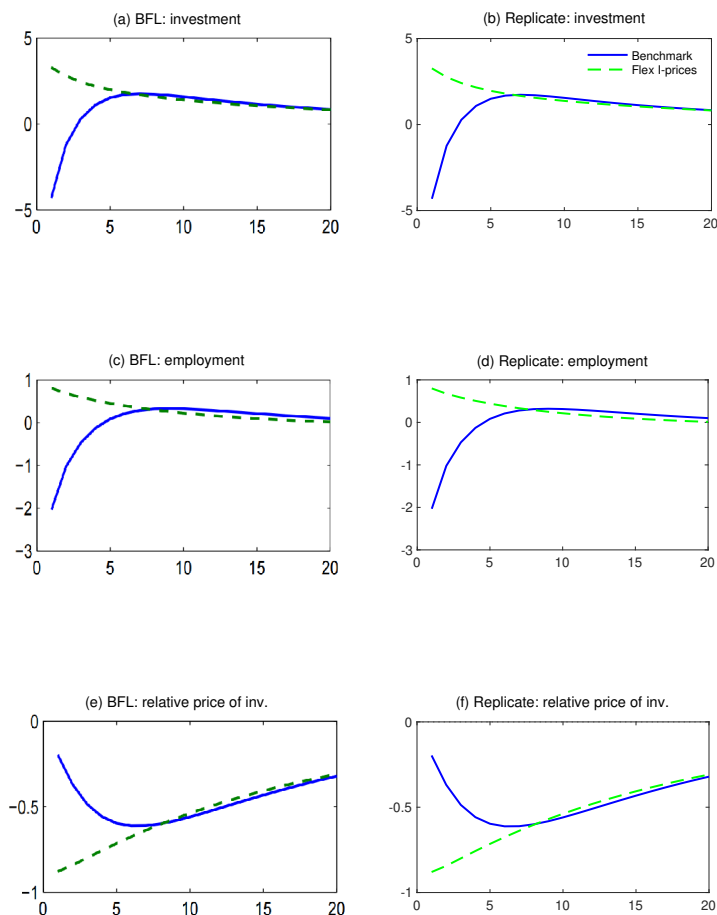 (a) BFL: investment
5
0
−5
0 5 10 15 20
(b) Replicate: investment
Benchmark
Flex I-prices
5
0
-5
0 5 10 15 20
(c) BFL: employment
1
0
−1
−2
−3
0 5 10 15 20
(d) Replicate: employment
1
0
-1
-2
-3
0 5 10 15 20
(e) BFL: relative price of inv.
0
−0.5
−1
0 5 10 15 20
(f) Replicate: relative price of inv.
0
-0.5
-1
0 5 10 15 20